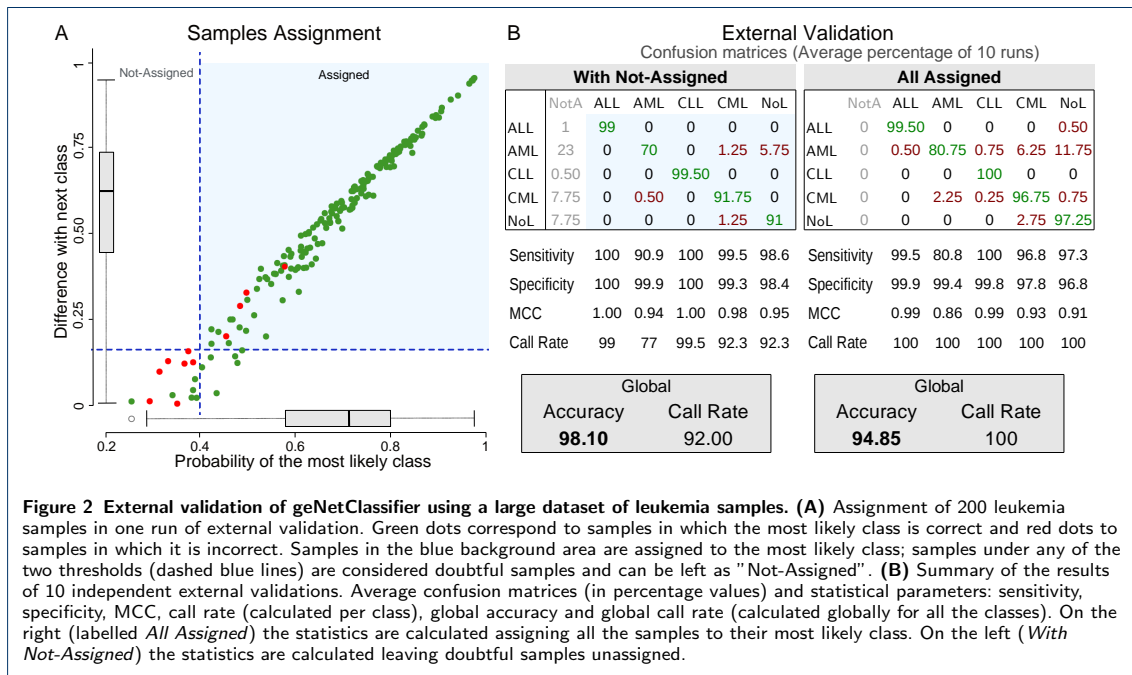 A
Samples Assignment
Not-Assigned
Assigned
1
0.75
0.50
0.25
0
Difference with next class
0.2
0.4
0.6
0.8
1
Probability of the most likely class
B
External Validation
Confusion matrices (Average percentage of 10 runs)
With Not-Assigned
NotA ALL AML CLL CML NoL
ALL 1 99 0 0 0 0
AML 23 0 70 0 1.25 5.75
CLL 0.50 0 0 99.50 0 0
CML 7.75 0 0.50 0 91.75 0
NoL 7.75 0 0 0 1.25 91
Sensitivity 100 90.9 100 99.5 98.6
Specificity 100 99.9 100 99.3 98.4
MCC 1.00 0.94 1.00 0.98 0.95
Call Rate 99 77 99.5 92.3 92.3
Global
Accuracy Call Rate
98.10 92.00
All Assigned
NotA ALL AML CLL CML NoL
ALL 0 99.50 0 0 0 0.50
AML 0 0.50 80.75 0.75 6.25 11.75
CLL 0 0 0 100 0 0
CML 0 0 2.25 0.25 96.75 0.75
NoL 0 0 0 0 2.75 97.25
Sensitivity 99.5 80.8 100 96.8 97.3
Specificity 99.9 99.4 99.8 97.8 96.8
MCC 0.99 0.86 0.99 0.93 0.91
Call Rate 100 100 100 100 100
Global
Accuracy Call Rate
94.85 100
Figure 2 External validation of geNetClassifier using a large dataset of leukemia samples. (A) Assignment of 200 leukemia
samples in one run of external validation. Green dots correspond to samples in which the most likely class is correct and red dots to
samples in which it is incorrect. Samples in the blue background area are assigned to the most likely class; samples under any of the
two thresholds (dashed blue lines) are considered doubtful samples and can be left as "Not-Assigned". (B) Summary of the results
of 10 independent external validations. Average confusion matrices (in percentage values) and statistical parameters: sensitivity,
specificity, MCC, call rate (calculated per class), global accuracy and global call rate (calculated globally for all the classes). On the
right (labelled All Assigned) the statistics are calculated assigning all the samples to their most likely class. On the left (With
Not-Assigned) the statistics are calculated leaving doubtful samples unassigned.